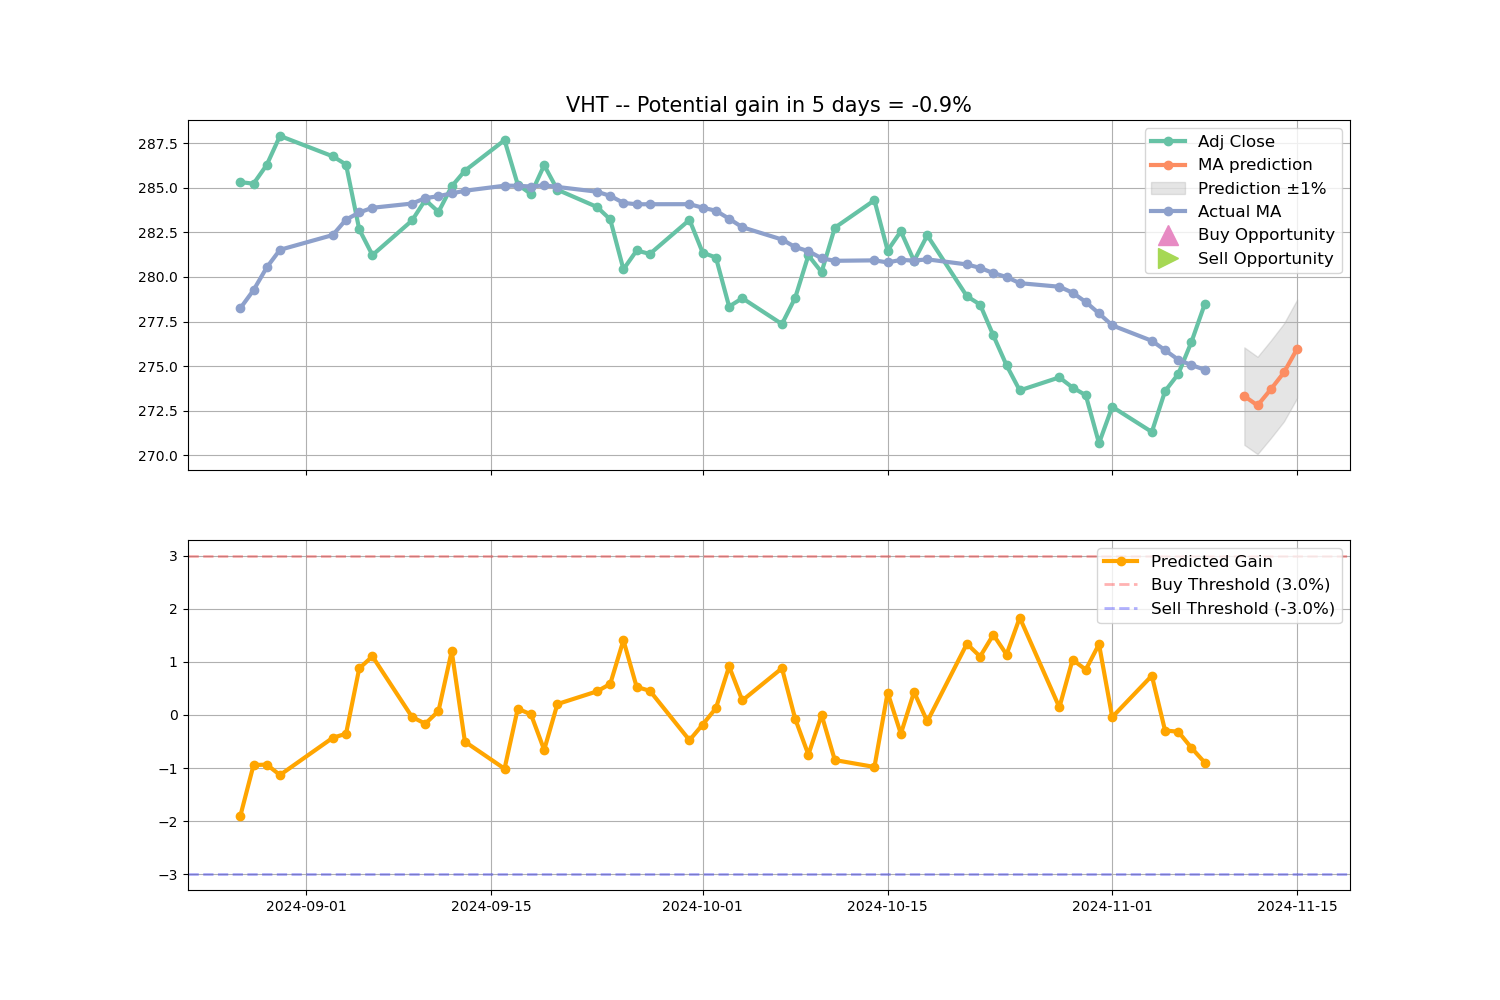 VHT -- Potential gain in 5 days = -0.9%
287.5
285.0
282.5
280.0
277.5
275.0
272.5
270.0
Adj Close
MA prediction
Prediction ±1%
Actual MA
Buy Opportunity
Sell Opportunity
3
2
1
0
−1
−2
−3
Predicted Gain
Buy Threshold (3.0%)
Sell Threshold (-3.0%)
2024-09-01
2024-09-15
2024-10-01
2024-10-15
2024-11-01
2024-11-15